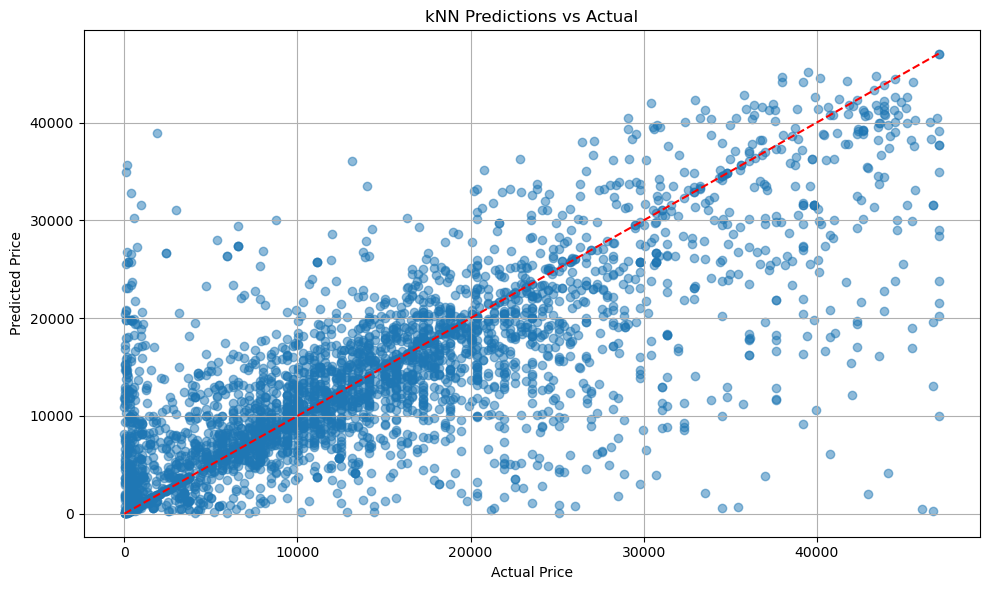 kNN Predictions vs Actual
Predicted Price
40000
30000
20000
10000
0
0 10000 20000 30000 40000
Actual Price